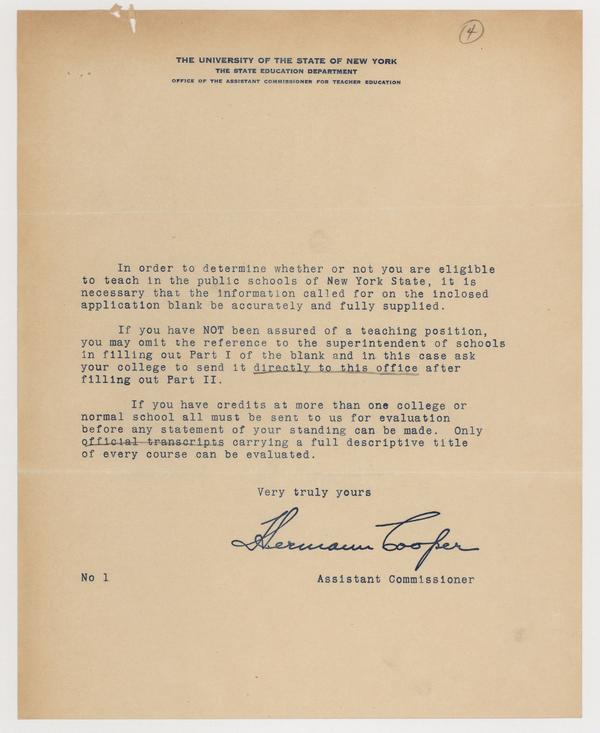 4
THE UNIVERSITY OF THE STATE OF NEW YORK
THE STATE EDUCATION DEPARTMENT
OFFICE OF THE ASSISTANT COMMISSIONER FOR TEACHER EDUCATION
In order to determine whether or not you are eligible
to teach in the public schools of New York State, it is
necessary that the information called for on the inclosed
application blank be accurately and fully supplied.
If you have NOT been assured of a teaching position,
you may omit the reference to the superintendent of schools
in filling out Part I of the blank and in this case ask
your college to send it directly to this office after
filling out Part II.
If you have credits at more than one college or
normal school all must be sent to us for evaluation
before any statement of your standing can be made. Only
official transcripts carrying a full descriptive title
of every course can be evaluated.
Very truly yours
Hermann Cooper
No 1 Assistant Commissioner